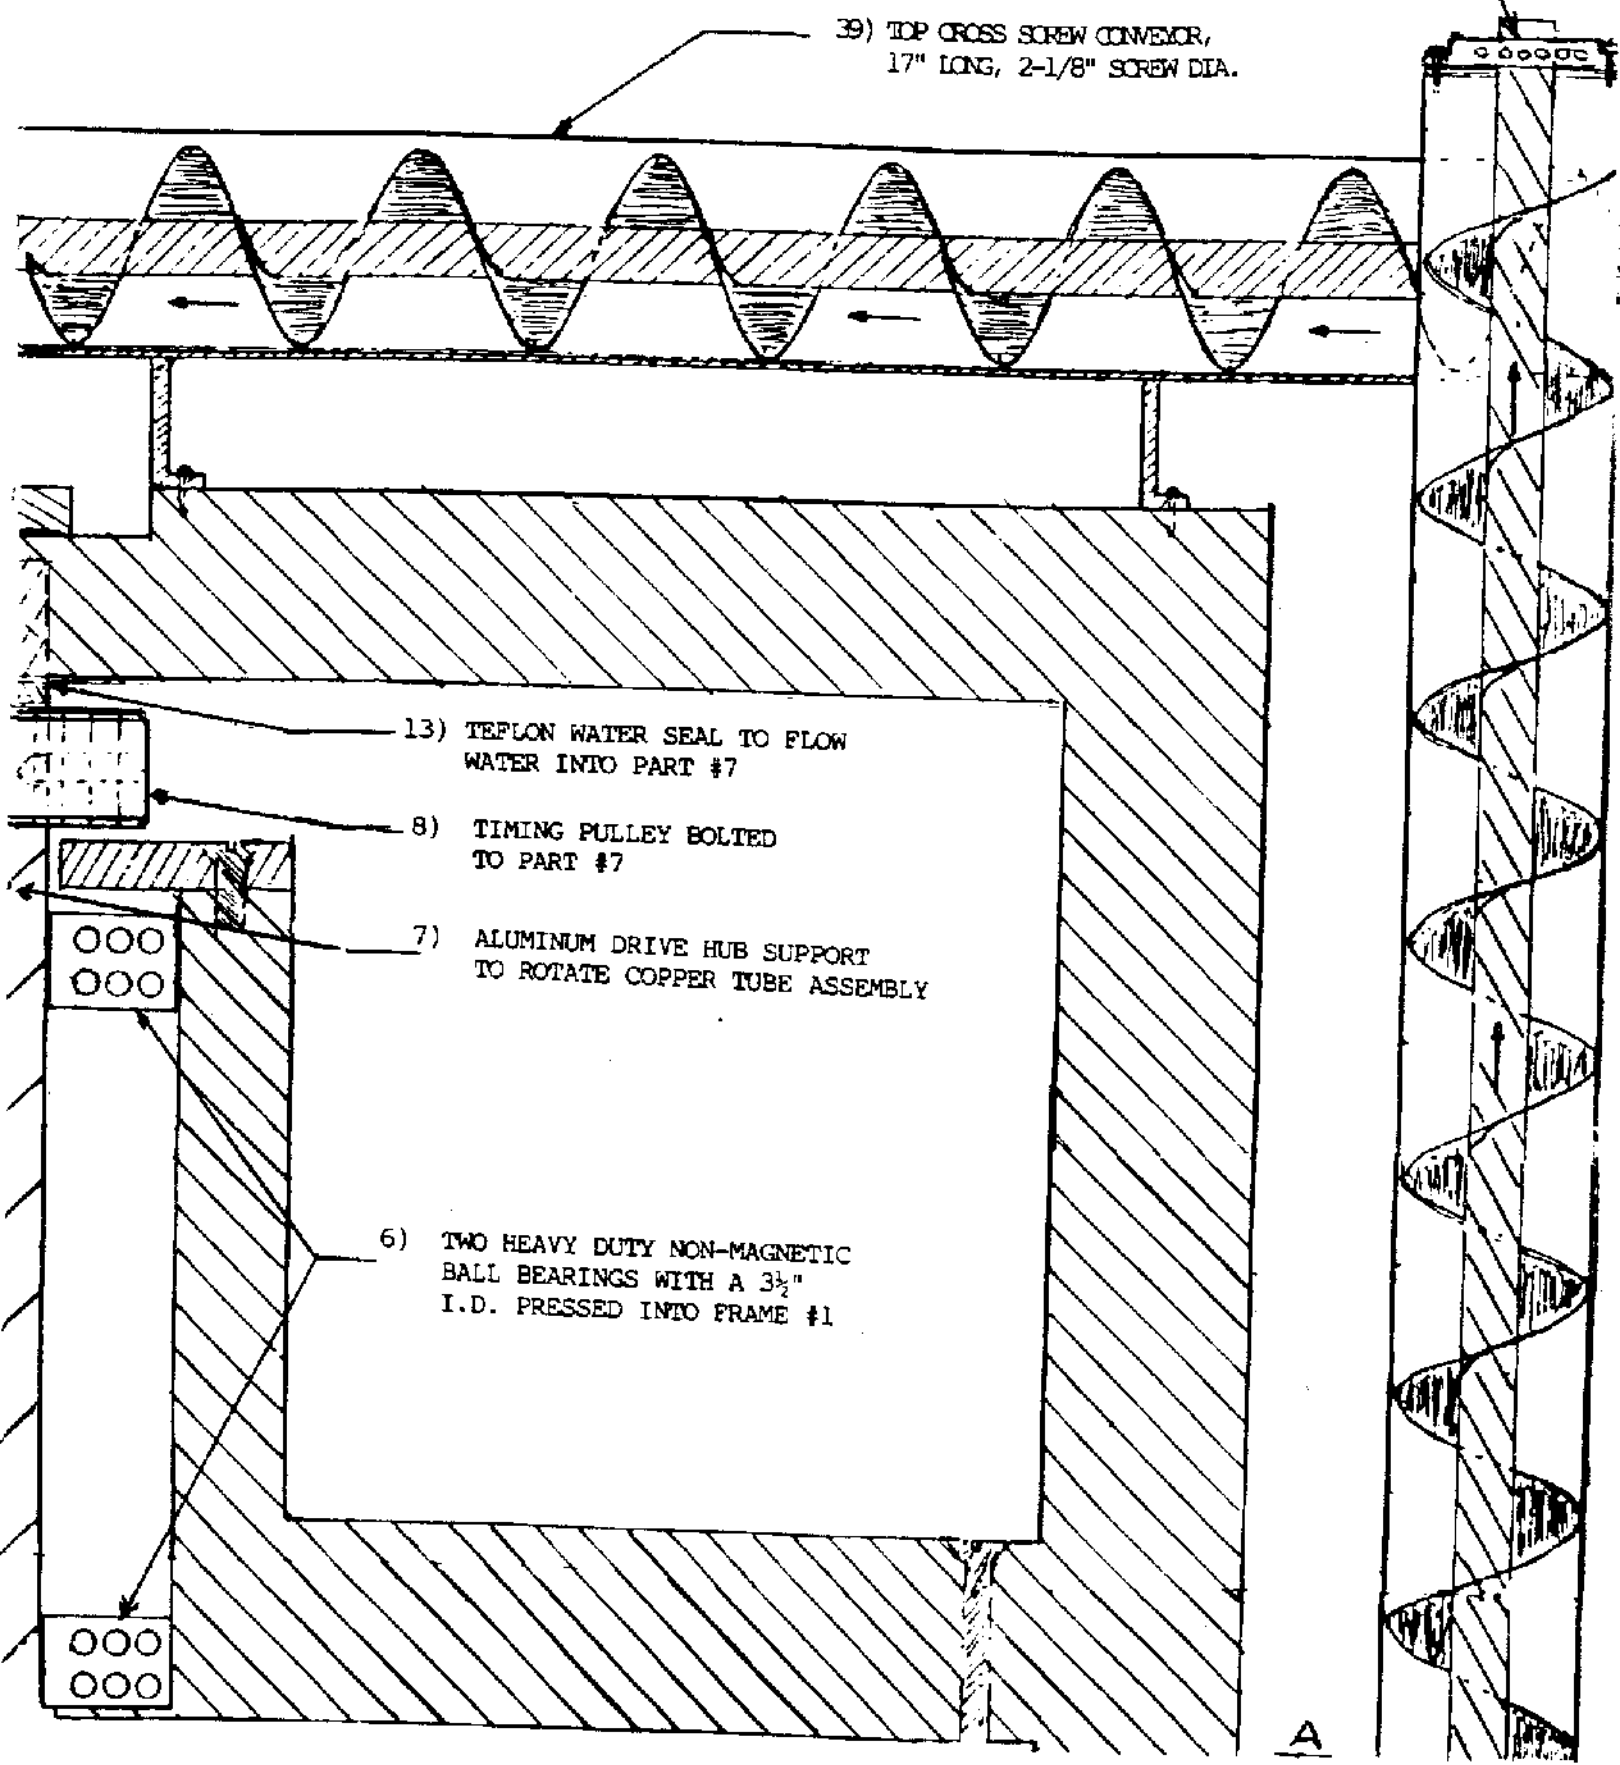 39) TOP CROSS SCREW CONVEYOR,
17" LONG, 2-1/8" SCREW DIA.
13) TEFLON WATER SEAL TO FLOW
WATER INTO PART #7
8) TIMING PULLEY BOLTED
TO PART #7
7) ALUMINUM DRIVE HUB SUPPORT
TO ROTATE COPPER TUBE ASSEMBLY
6) TWO HEAVY DUTY NON-MAGNETIC
BALL BEARINGS WITH A 3½"
I.D. PRESSED INTO FRAME #1
A